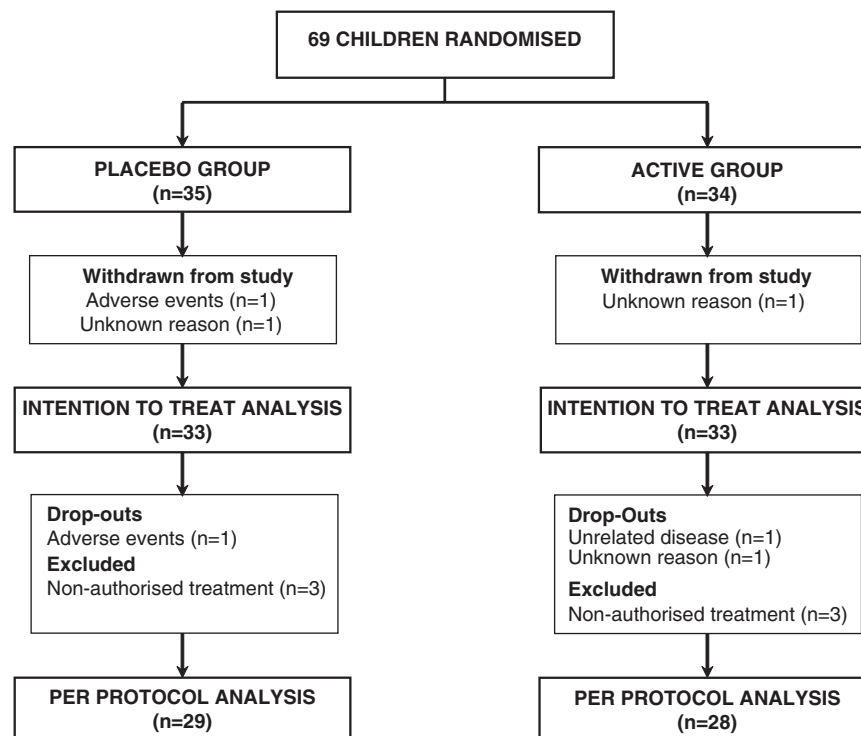 69 CHILDREN RANDOMISED
PLACEBO GROUP
(n=35)
ACTIVE GROUP
(n=34)
Withdrawn from study
Adverse events (n=1)
Unknown reason (n=1)
Withdrawn from study
Unknown reason (n=1)
INTENTION TO TREAT ANALYSIS
(n=33)
INTENTION TO TREAT ANALYSIS
(n=33)
Drop-outs
Adverse events (n=1)
Excluded
Non-authorised treatment (n=3)
Drop-Outs
Unrelated disease (n=1)
Unknown reason (n=1)
Excluded
Non-authorised treatment (n=3)
PER PROTOCOL ANALYSIS
(n=29)
PER PROTOCOL ANALYSIS
(n=28)